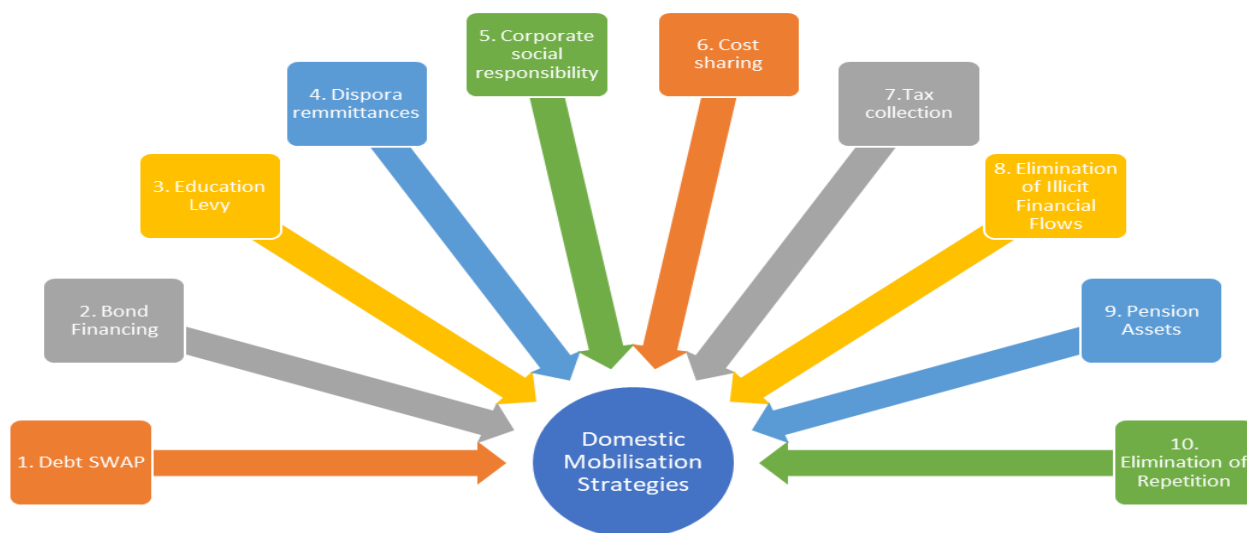 1. Debt SWAP
2. Bond
Financing
3. Education
Levy
4. Dispora
remmittances
5. Corporate
social
responsibility
6. Cost
sharing
7.Tax
collection
8. Elimination
of Illicit
Financial
Flows
9. Pension
Assets
10.
Elimination of
Repetition
Domestic
Mobilisation
Strategies